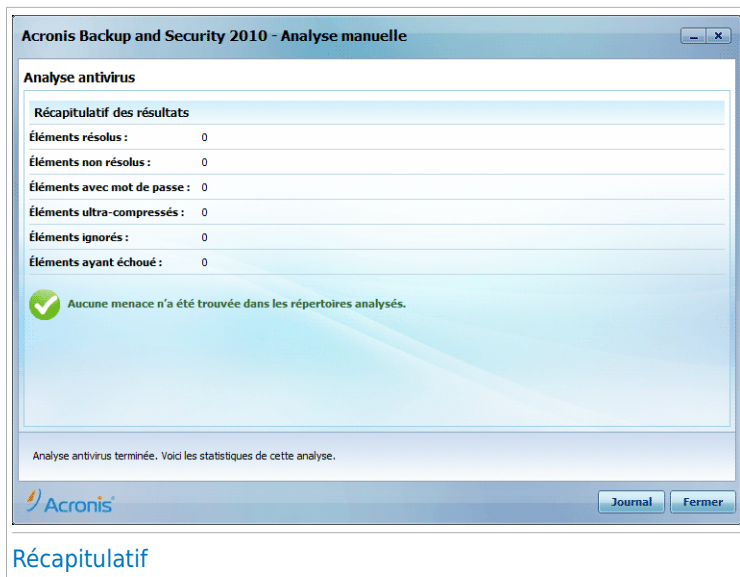 Acronis Backup and Security 2010 - Analyse manuelle
Analyse antivirus
Récapitulatif des résultats
Éléments résolus : 0
Éléments non résolus : 0
Éléments avec mot de passe : 0
Éléments ultra-compressés : 0
Éléments ignorés : 0
Éléments ayant échoué : 0
Aucune menace n'a été trouvée dans les répertoires analysés.
Analyse antivirus terminée. Voici les statistiques de cette analyse.
Acronis
Journal Fermer
Récapitulatif